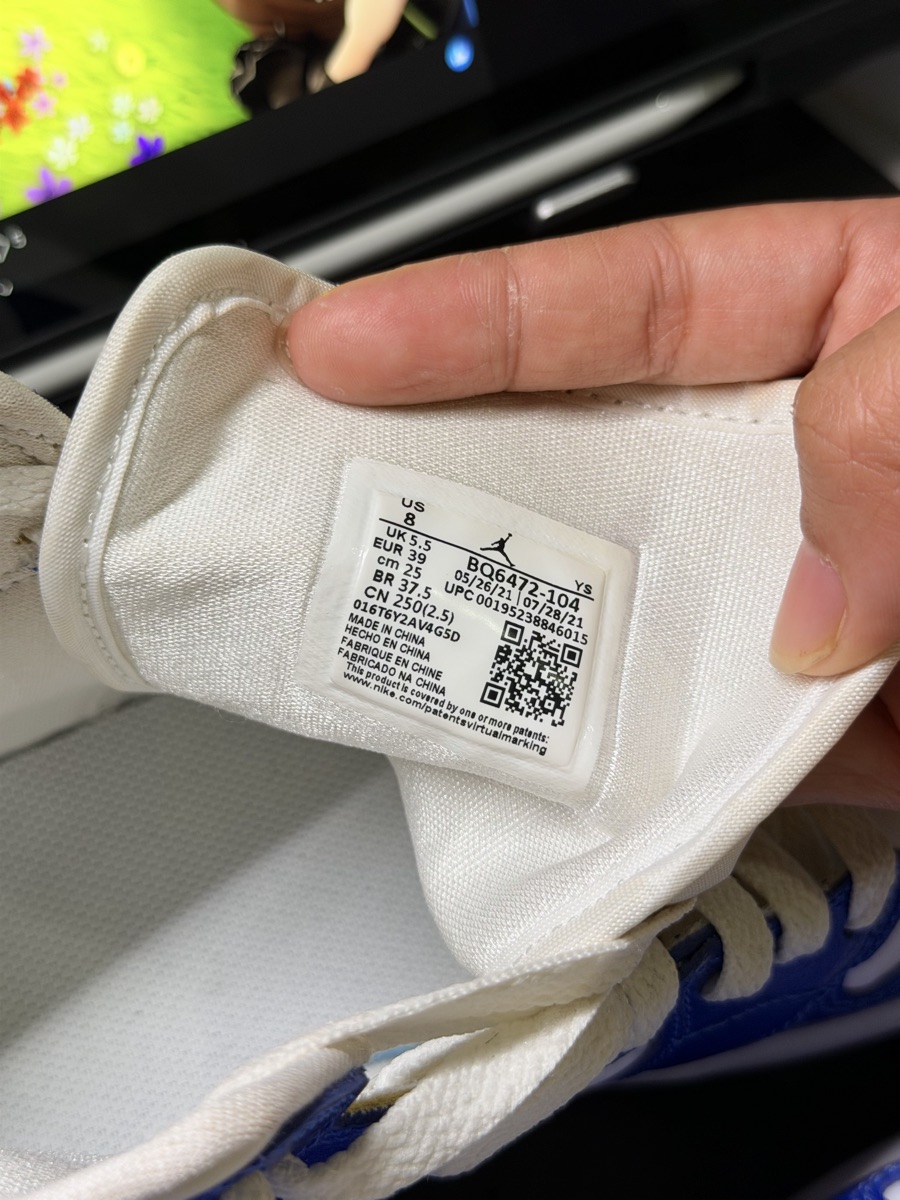 US
8
UK 5.5
EUR 39
cm 25
BR 37.5
CN 250(2.5)
016T6Y2AV4G5D
BQ6472-104 YS
05/26/21 | 07/28/21
UPC 00195238846015
MADE IN CHINA
HECHO EN CHINA
FABRIQUE EN CHINE
FABRICADO NA CHINA
This product is covered by one or more patents:
www.nike.com/patentsvirtualmarking